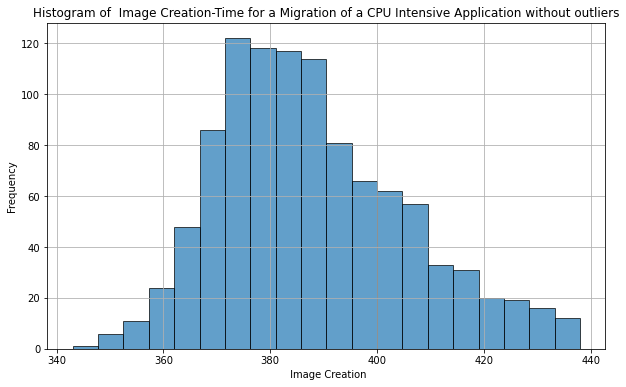 Histogram of  Image Creation-Time for a Migration of a CPU Intensive Application without outliers
120
100
80
60
40
20
0
Frequency
340 360 380 400 420 440
Image Creation